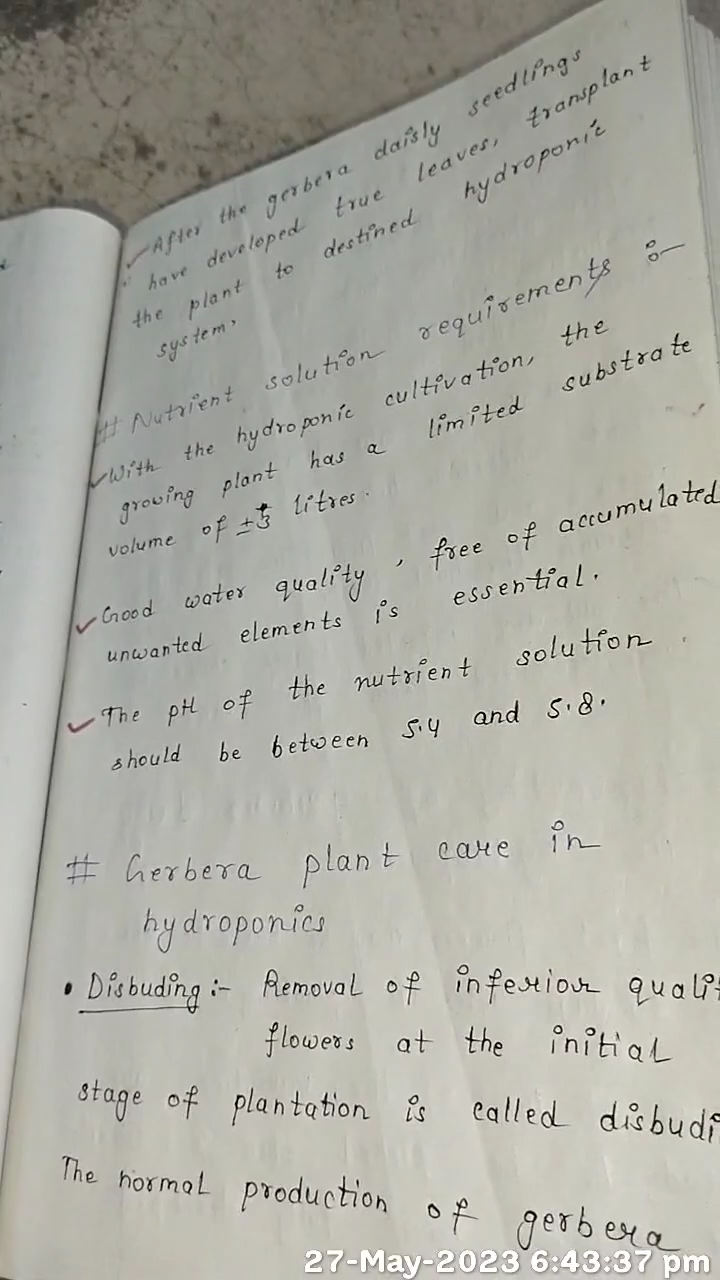 After the gerbera daisly seedlings
have developed true leaves, transplant
the plant to destined hydroponic
system.
# Nutrient solution requirements :-
With the hydroponic cultivation, the
growing plant has a limited substrate
volume of ± litres.
Good water quality, free of accumulated
unwanted elements is essential.
The pH of the nutrient solution
should be between 5.4 and 5.8.
# Gerbera plant care in
hydroponics
• Disbuding :- Removal of inferior quali
flowers at the initial
stage of plantation is called disbudi
The normal production of gerbera
27-May-2023 6:43:37 pm